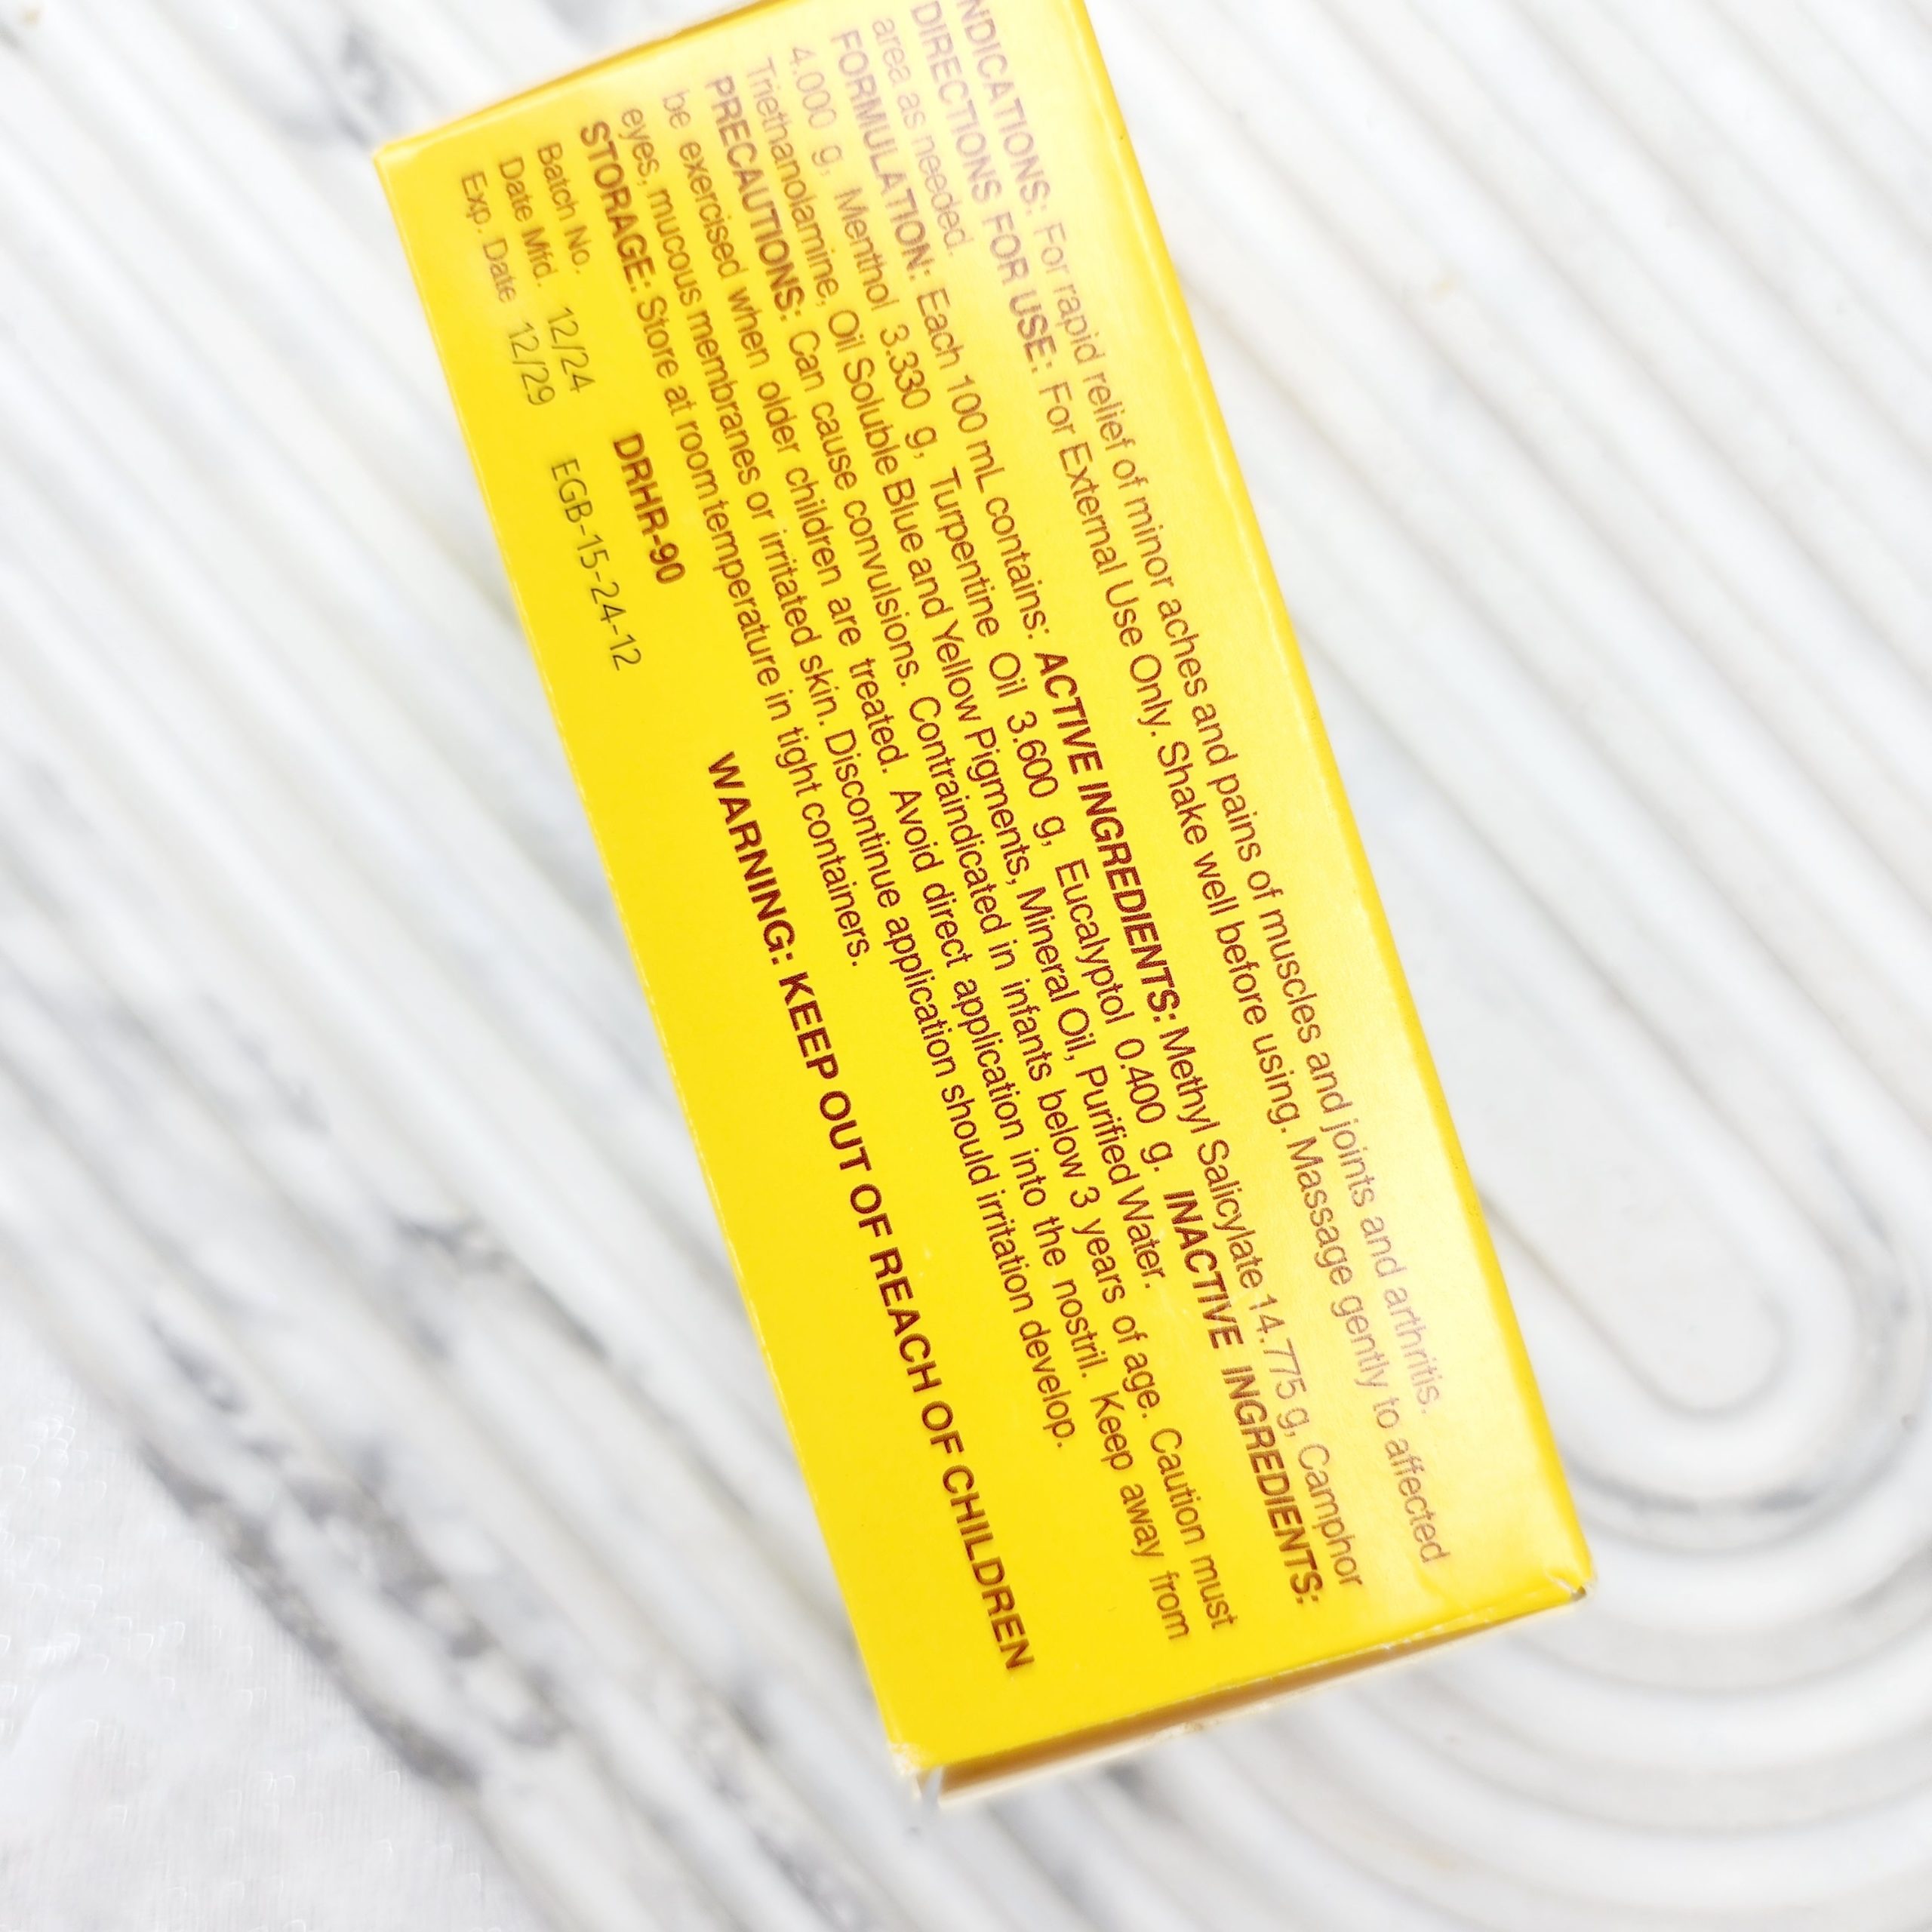 INDICATIONS: For rapid relief of minor aches and pains of muscles and joints and arthritis.
DIRECTIONS FOR USE: For External Use Only. Shake well before using. Massage gently to affected
area as needed.
FORMULATION: Each 100 mL contains: ACTIVE INGREDIENTS: Methyl Salicylate 14.775 g, Camphor
4.000 g, Menthol 3.330 g, Turpentine Oil 3.600 g, Eucalyptol 0.400 g. INACTIVE INGREDIENTS:
Triethanolamine, Oil Soluble Blue and Yellow Pigments, Mineral Oil, Purified Water.
PRECAUTIONS: Can cause convulsions. Contraindicated in infants below 3 years of age. Caution must
be exercised when older children are treated. Avoid direct application into the nostril. Keep away from
eyes, mucous membranes or irritated skin. Discontinue application should irritation develop.
STORAGE: Store at room temperature in tight containers.
DRHR-90
WARNING: KEEP OUT OF REACH OF CHILDREN
Batch No. EGB-15-24-12
Date Mfd. 12/24
Exp. Date 12/29